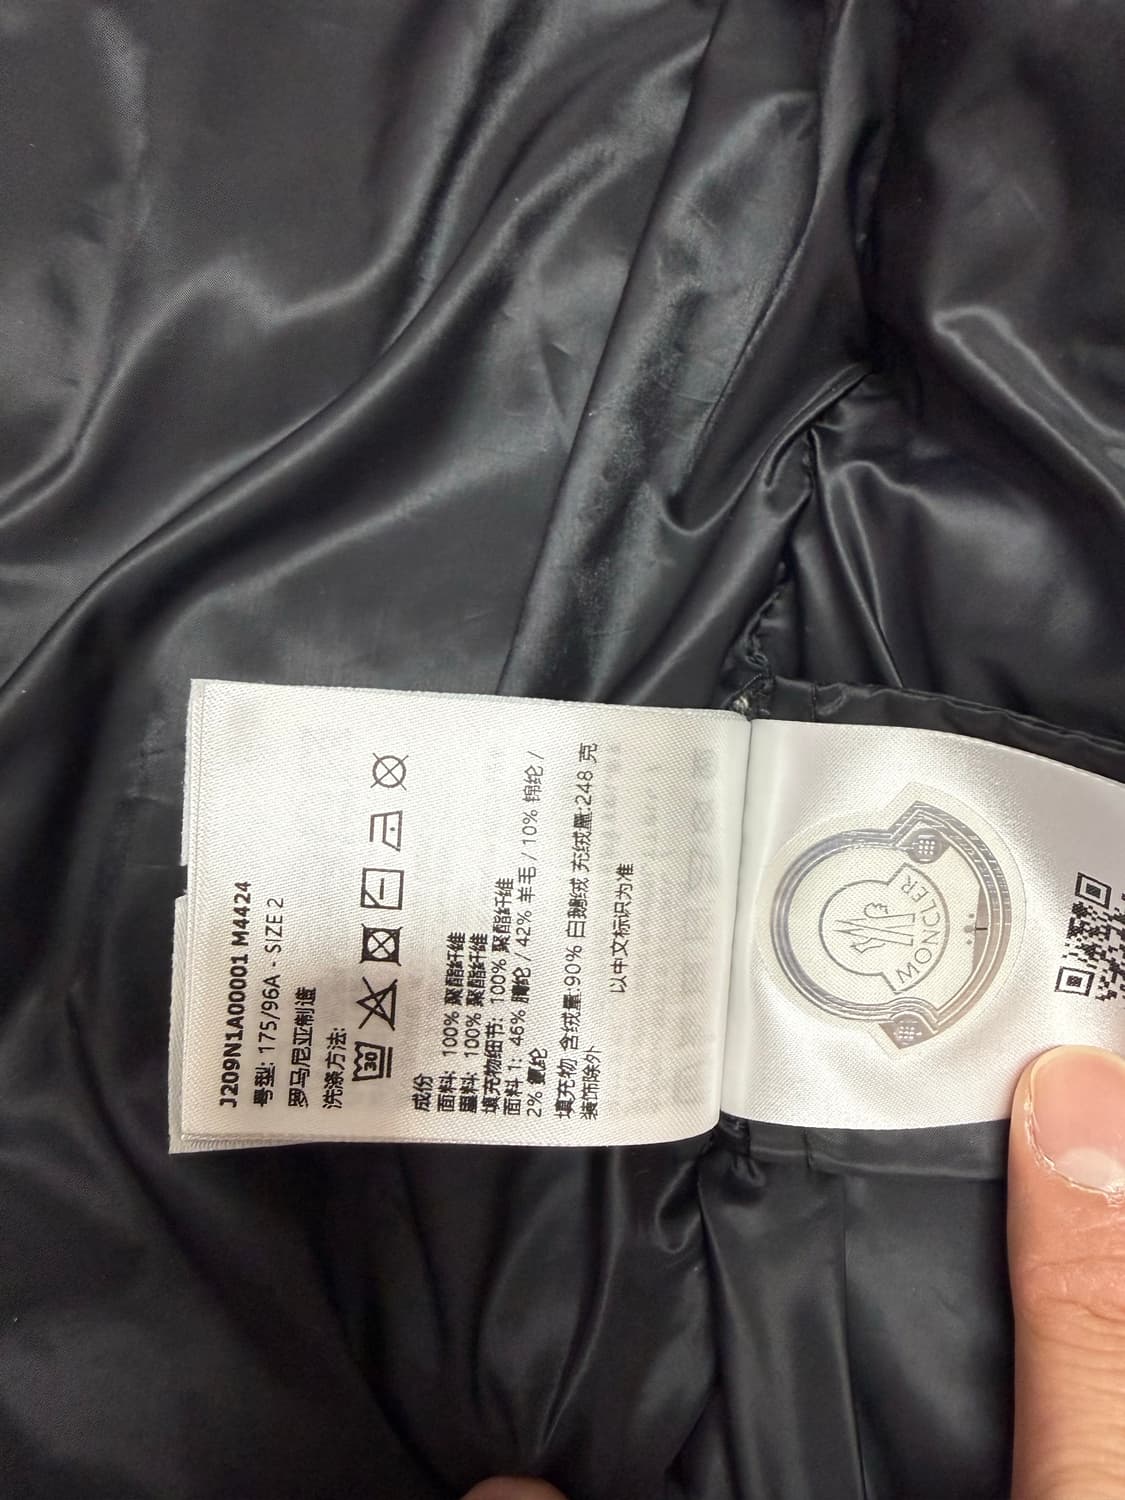 J209N1A00001 M4424
号型: 175/96A - SIZE 2
罗马尼亚制造
洗涤方法:
30
成份
面料: 100% 聚酯纤维
里料: 100% 聚酯纤维
填充物细节: 100% 聚酯纤维
面料 1: 46% 腈纶 / 42% 羊毛 / 10% 锦纶 /
2% 氨纶
填充物 含绒量:90% 白鹅绒 充绒量:248 克
装饰除外
以中文标识为准
MONCLER